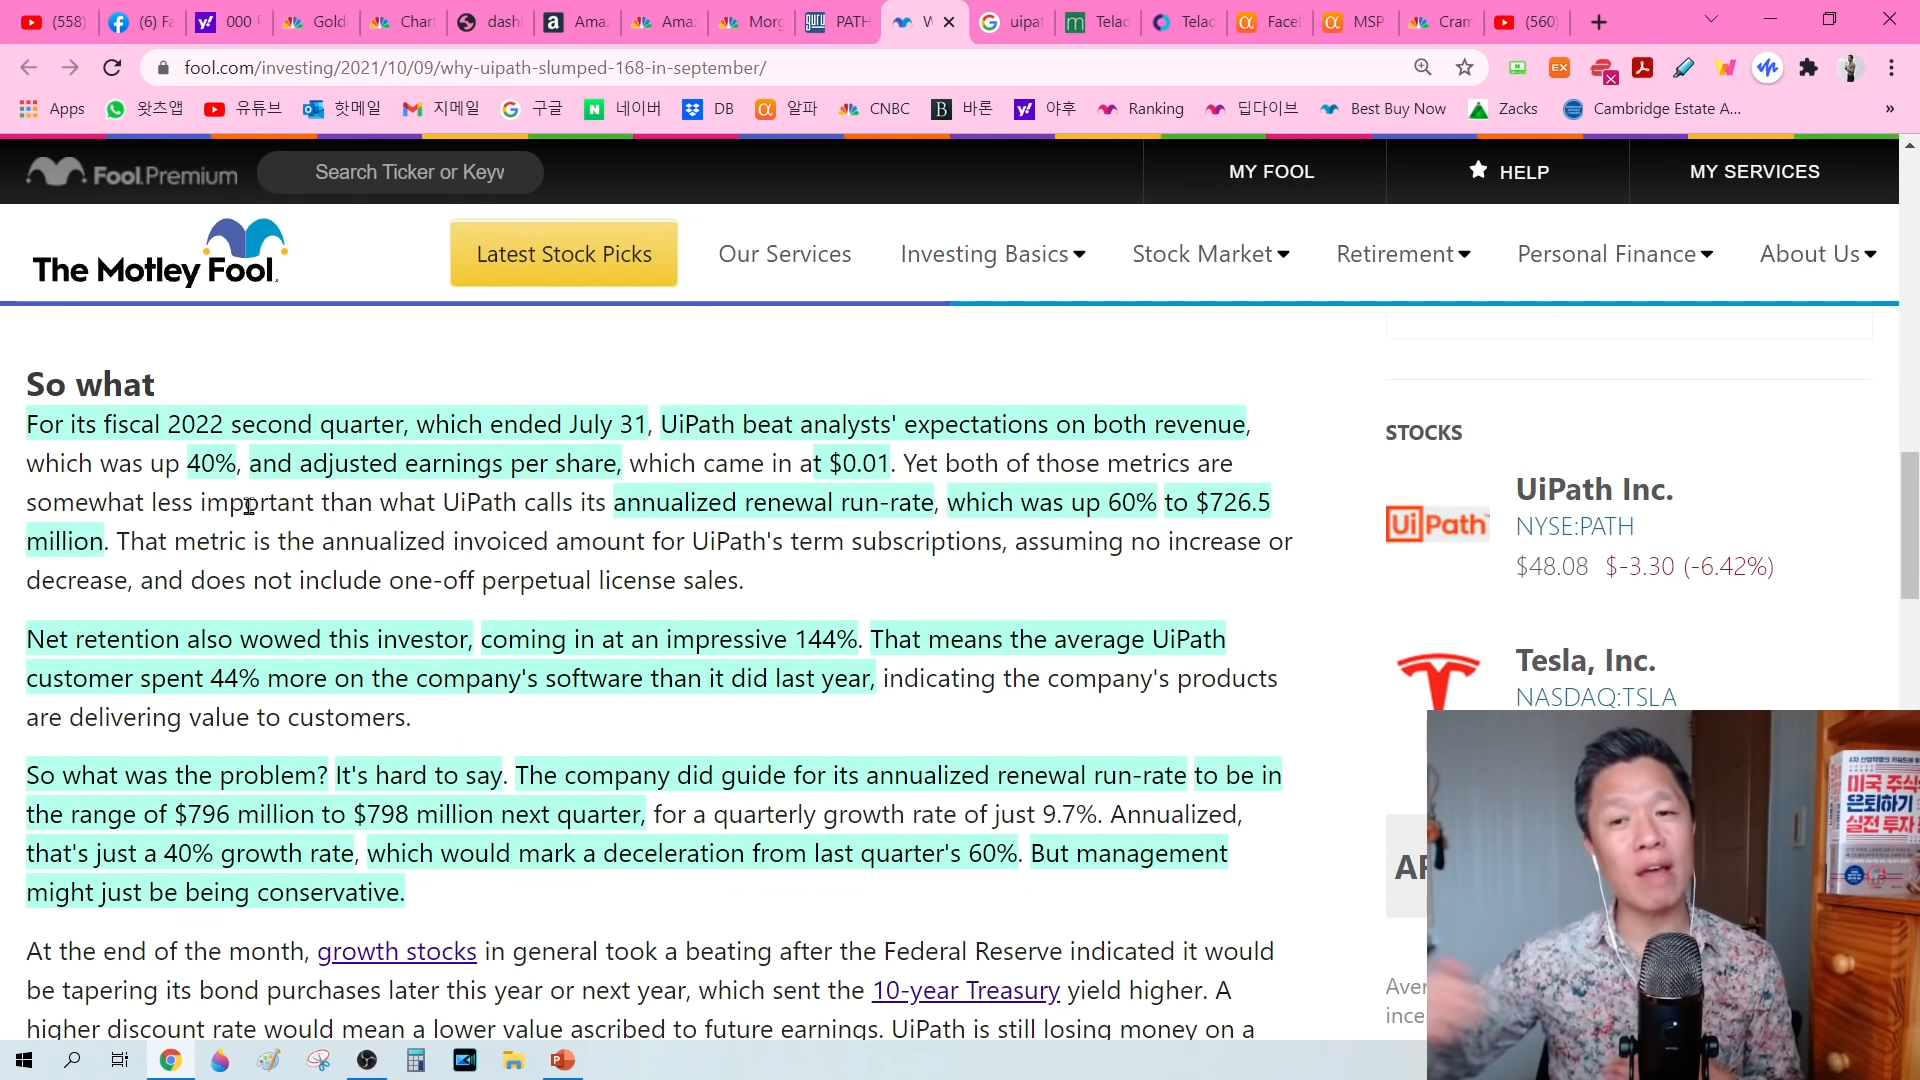 (558)
(6) Fa
000
Gold
Char
dash
Ama
Ama
Morg
PATH
W
uipat
Telac
Telac
Facel
MSP
Cram
(560)
fool.com/investing/2021/10/09/why-uipath-slumped-168-in-september/
Apps
왓츠앱
유튜브
핫메일
지메일
구글
네이버
DB
알파
CNBC
바론
야후
Ranking
딥다이브
Best Buy Now
Zacks
Cambridge Estate A...
Fool.Premium
Search Ticker or Keyw
MY FOOL
HELP
MY SERVICES
The Motley Fool.
Latest Stock Picks
Our Services
Investing Basics
Stock Market
Retirement
Personal Finance
About Us
So what
For its fiscal 2022 second quarter, which ended July 31, UiPath beat analysts' expectations on both revenue,
which was up 40%, and adjusted earnings per share, which came in at $0.01. Yet both of those metrics are
somewhat less important than what UiPath calls its annualized renewal run-rate, which was up 60% to $726.5
million. That metric is the annualized invoiced amount for UiPath's term subscriptions, assuming no increase or
decrease, and does not include one-off perpetual license sales.
Net retention also wowed this investor, coming in at an impressive 144%. That means the average UiPath
customer spent 44% more on the company's software than it did last year, indicating the company's products
are delivering value to customers.
So what was the problem? It's hard to say. The company did guide for its annualized renewal run-rate to be in
the range of $796 million to $798 million next quarter, for a quarterly growth rate of just 9.7%. Annualized,
that's just a 40% growth rate, which would mark a deceleration from last quarter's 60%. But management
might just be being conservative.
At the end of the month, growth stocks in general took a beating after the Federal Reserve indicated it would
be tapering its bond purchases later this year or next year, which sent the 10-year Treasury yield higher. A
higher discount rate would mean a lower value ascribed to future earnings. UiPath is still losing money on a
STOCKS
UiPath
UiPath Inc.
NYSE:PATH
$48.08 $-3.30 (-6.42%)
Tesla, Inc.
NASDAQ:TSLA
Aver
ince
미국 주식
은퇴하기
실전 투자